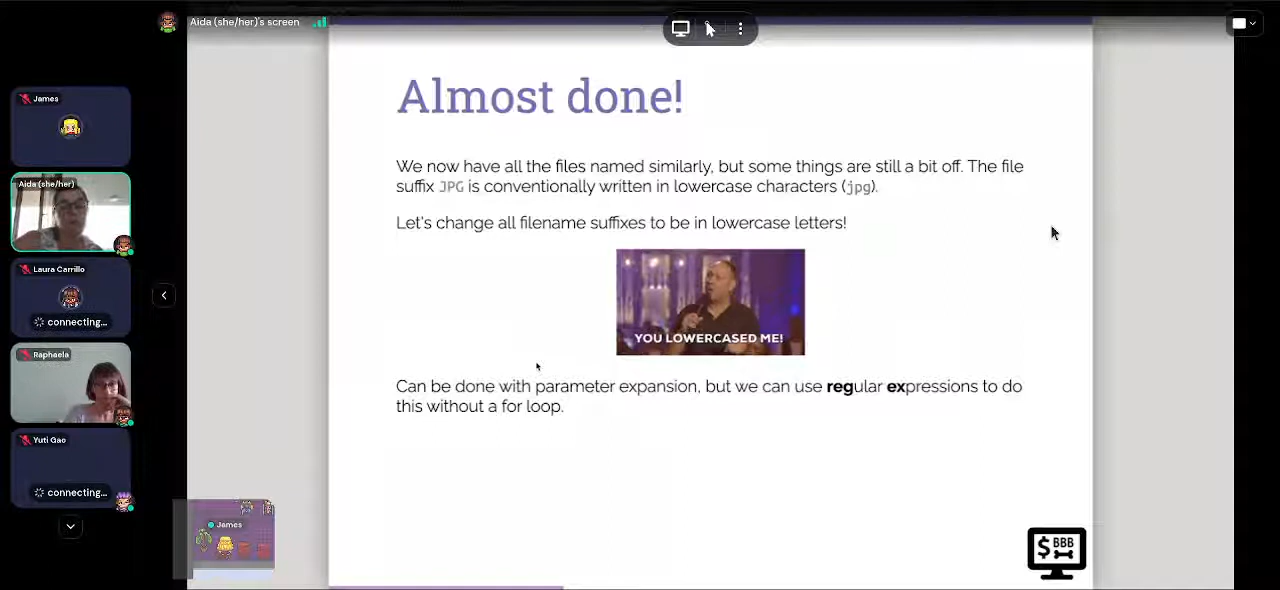 Aida (she/her)'s screen
James
Aida (she/her)
Laura Carrillo
connecting...
Raphaela
Yuti Gao
connecting...
James
Almost done!
We now have all the files named similarly, but some things are still a bit off. The file
suffix JPG is conventionally written in lowercase characters (jpg).
Let's change all filename suffixes to be in lowercase letters!
YOU LOWERCASED ME!
Can be done with parameter expansion, but we can use regular expressions to do
this without a for loop.
$ BBB